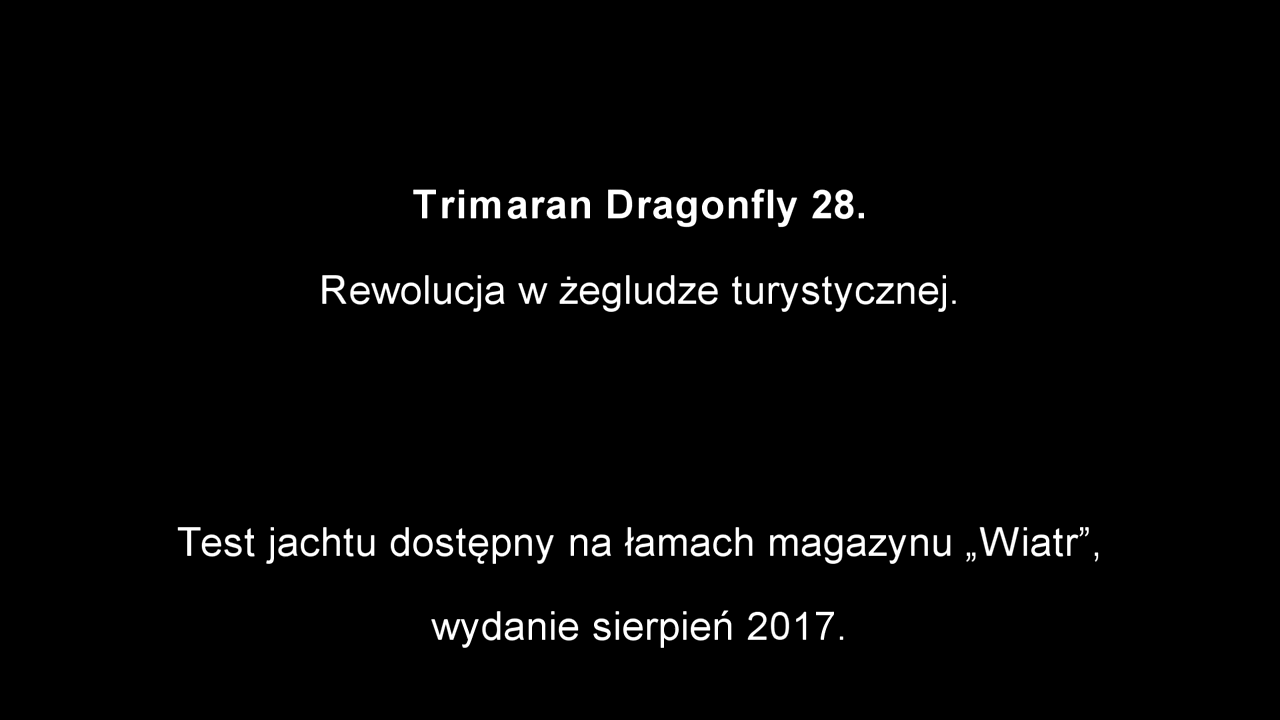 Trimaran Dragonfly 28.
Rewolucja w żegludze turystycznej.
Test jachtu dostępny na łamach magazynu „Wiatr”,
wydanie sierpień 2017.